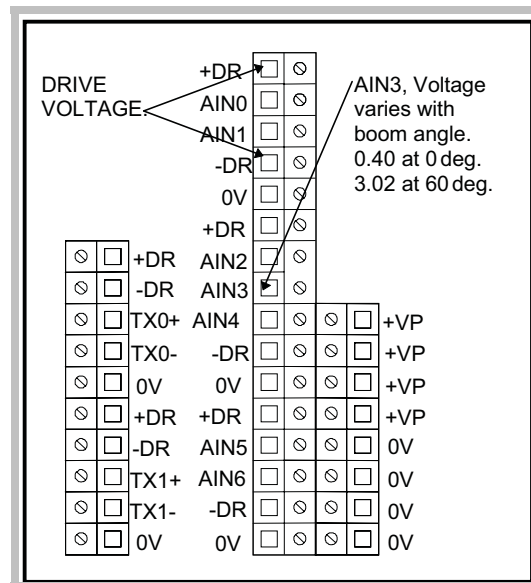 DRIVE
VOLTAGE.
AIN3, Voltage
varies with
boom angle.
0.40 at 0 deg.
3.02 at 60 deg.
+DR
AIN0
AIN1
-DR
0V
+DR
AIN2
AIN3
AIN4
-DR
0V
+DR
AIN5
AIN6
-DR
0V
+DR
-DR
TX0+
TX0-
0V
+DR
-DR
TX1+
TX1-
0V
+VP
+VP
+VP
+VP
0V
0V
0V
0V